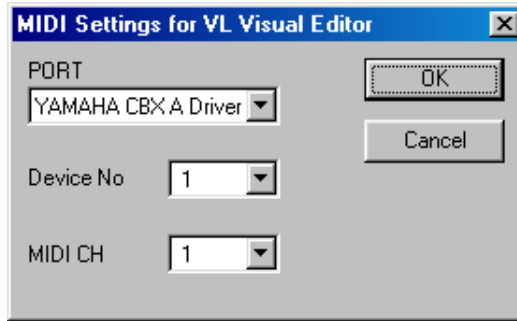 MIDI Settings for VL Visual Editor
PORT
YAMAHA CBX A Driver
OK
Cancel
Device No 1
MIDI CH 1